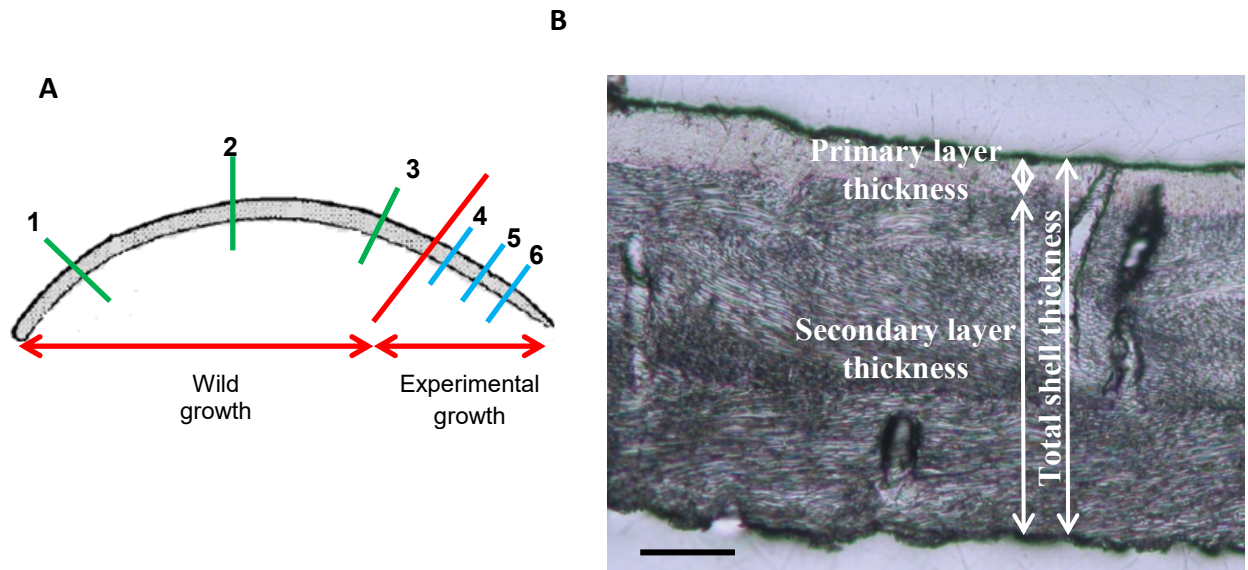 A
1
2
3
4
5
6
Wild
growth
Experimental
growth
B
Primary layer
thickness
Secondary layer
thickness
Total shell thickness